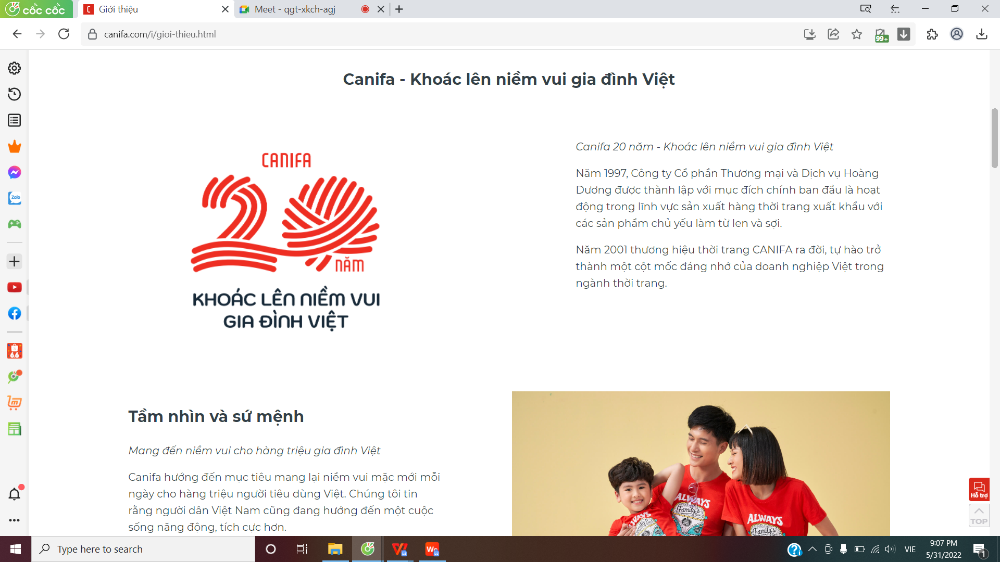 cốc cốc
Giới thiệu
Meet - qgt-xkch-agj
canifa.com/i/gioi-thieu.html
99+
Canifa - Khoác lên niềm vui gia đình Việt
CANIFA
20
NĂM
KHOÁC LÊN NIỀM VUI
GIA ĐÌNH VIỆT
Canifa 20 năm - Khoác lên niềm vui gia đình Việt
Năm 1997, Công ty Cổ phần Thương mại và Dịch vụ Hoàng
Dương được thành lập với mục đích chính ban đầu là hoạt
động trong lĩnh vực sản xuất hàng thời trang xuất khẩu với
các sản phẩm chủ yếu làm từ len và sợi.
Năm 2001 thương hiệu thời trang CANIFA ra đời, tự hào trở
thành một cột mốc đáng nhớ của doanh nghiệp Việt trong
ngành thời trang.
Zalo
6.6
Tầm nhìn và sứ mệnh
Mang đến niềm vui cho hàng triệu gia đình Việt
Canifa hướng đến mục tiêu mang lại niềm vui mặc mới mỗi
ngày cho hàng triệu người tiêu dùng Việt. Chúng tôi tin
rằng người dân Việt Nam cũng đang hướng đến một cuộc
sống năng động, tích cực hơn.
ALWAYS
Family's
ALWAYS
Family's
ALWAYS
Family's
Hỗ trợ
TOP
Type here to search
VIE
9:07 PM
5/31/2022
1